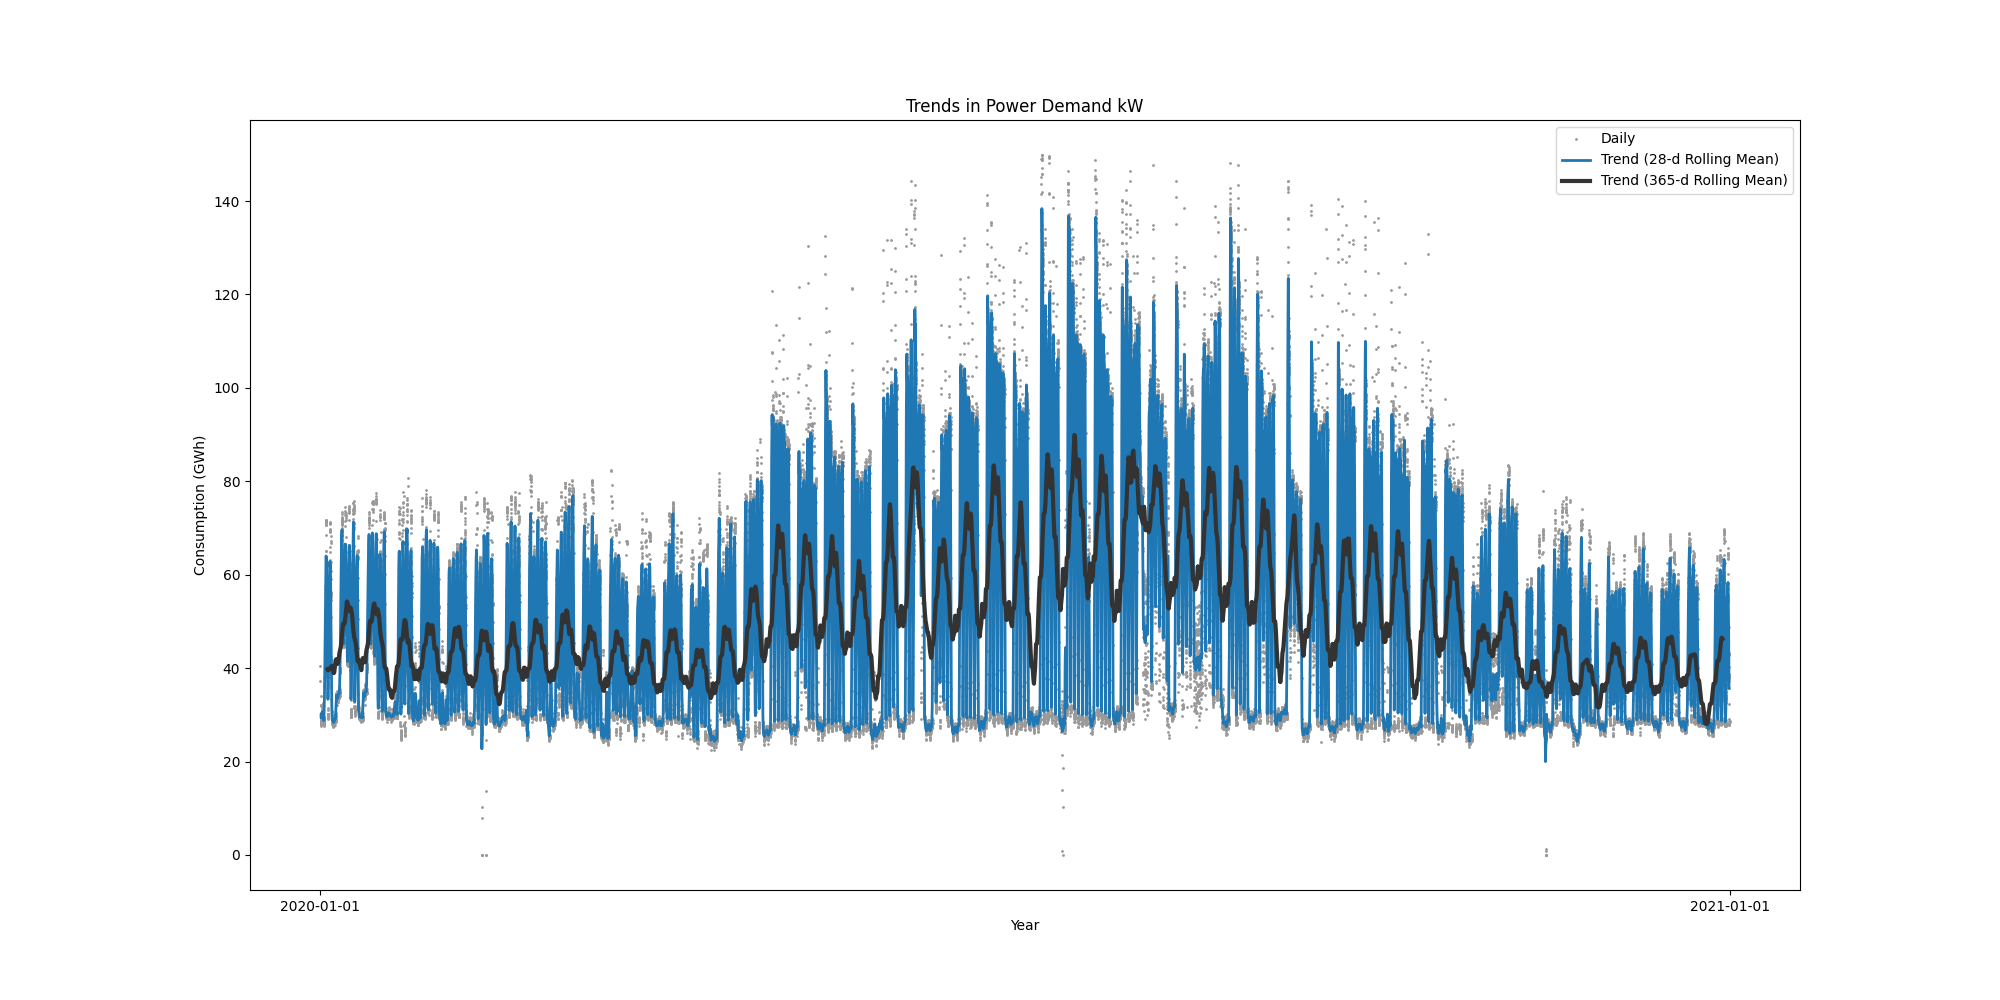 Trends in Power Demand kW
Daily
Trend (28-d Rolling Mean)
Trend (365-d Rolling Mean)
Consumption (GWh)
140
120
100
80
60
40
20
0
2020-01-01
2021-01-01
Year